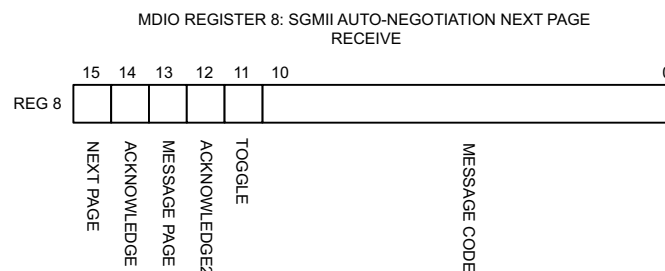 MDIO REGISTER 8: SGMII AUTO-NEGOTIATION NEXT PAGE
RECEIVE
15 14 13 12 11 10 0
REG 8
NEXT PAGE
ACKNOWLEDGE
MESSAGE PAGE
ACKNOWLEDGE2
TOGGLE
MESSAGE CODE